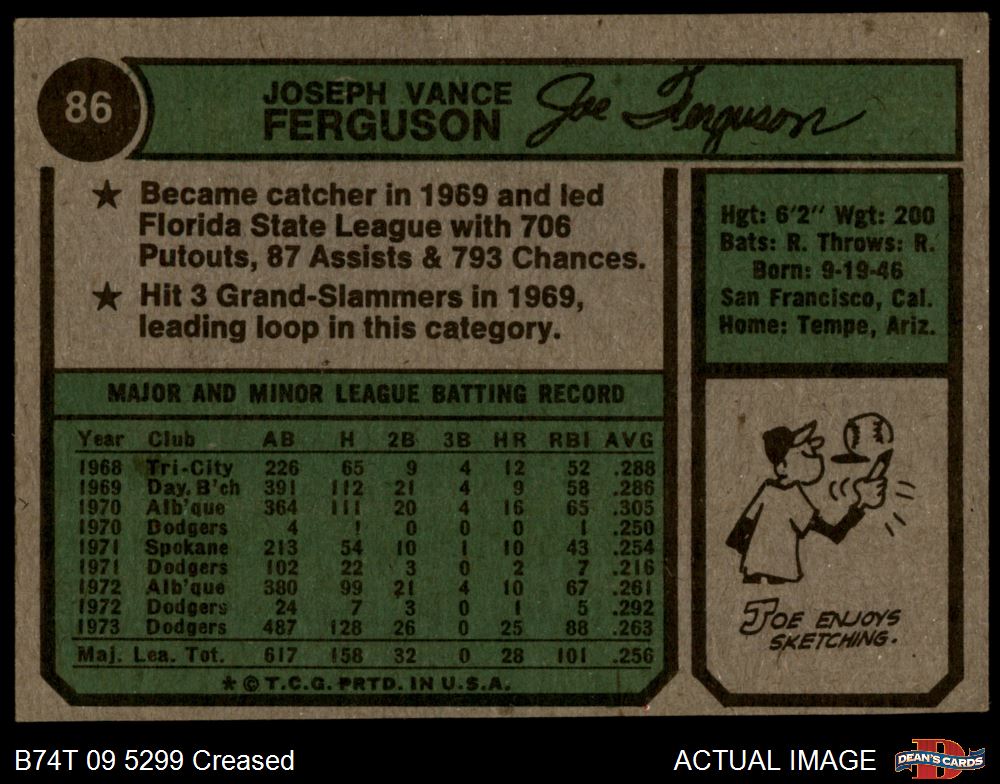 86
JOSEPH VANCE
FERGUSON
Joe Ferguson
★ Became catcher in 1969 and led
Florida State League with 706
Putouts, 87 Assists & 793 Chances.
★ Hit 3 Grand-Slammers in 1969,
leading loop in this category.
Hgt: 6'2" Wgt: 200
Bats: R. Throws: R.
Born: 9-19-46
San Francisco, Cal.
Home: Tempe, Ariz.
MAJOR AND MINOR LEAGUE BATTING RECORD
Year Club AB H 2B 3B HR RBI AVG
1968 Tri-City 226 65 9 4 12 52 .288
1969 Day. B'ch 391 112 21 4 9 58 .286
1970 Alb'que 364 111 20 4 16 65 .305
1970 Dodgers 4 1 0 0 0 1 .250
1971 Spokane 213 54 10 1 10 43 .254
1971 Dodgers 102 22 3 0 2 7 .216
1972 Alb'que 380 99 21 4 10 67 .261
1972 Dodgers 24 7 3 0 1 5 .292
1973 Dodgers 487 128 26 0 25 88 .263
Maj. Lea. Tot. 617 158 32 0 28 101 .256
★ © T.C.G. PRTD. IN U.S.A.
JOE ENJOYS
SKETCHING.
B74T 09 5299 Creased
ACTUAL IMAGE
D
DEAN'S CARDS